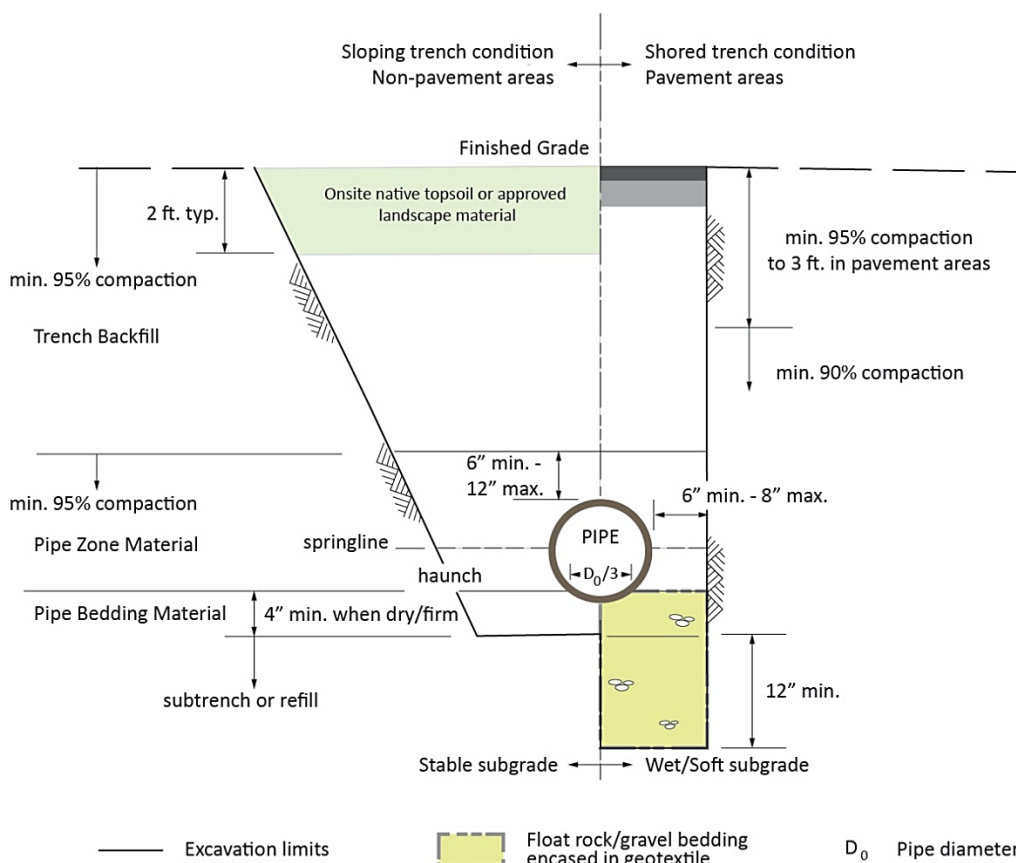 Sloping trench condition
Non-pavement areas
Shored trench condition
Pavement areas
Finished Grade
Onsite native topsoil or approved
landscape material
2 ft. typ.
min. 95% compaction
Trench Backfill
min. 95% compaction
to 3 ft. in pavement areas
min. 90% compaction
6” min. -
12” max.
6” min. - 8” max.
min. 95% compaction
Pipe Zone Material
springline
PIPE
D₀/3
haunch
Pipe Bedding Material
4” min. when dry/firm
subtrench or refill
12” min.
Stable subgrade
Wet/Soft subgrade
Excavation limits
Float rock/gravel bedding
encased in geotextile
D₀ Pipe diameter